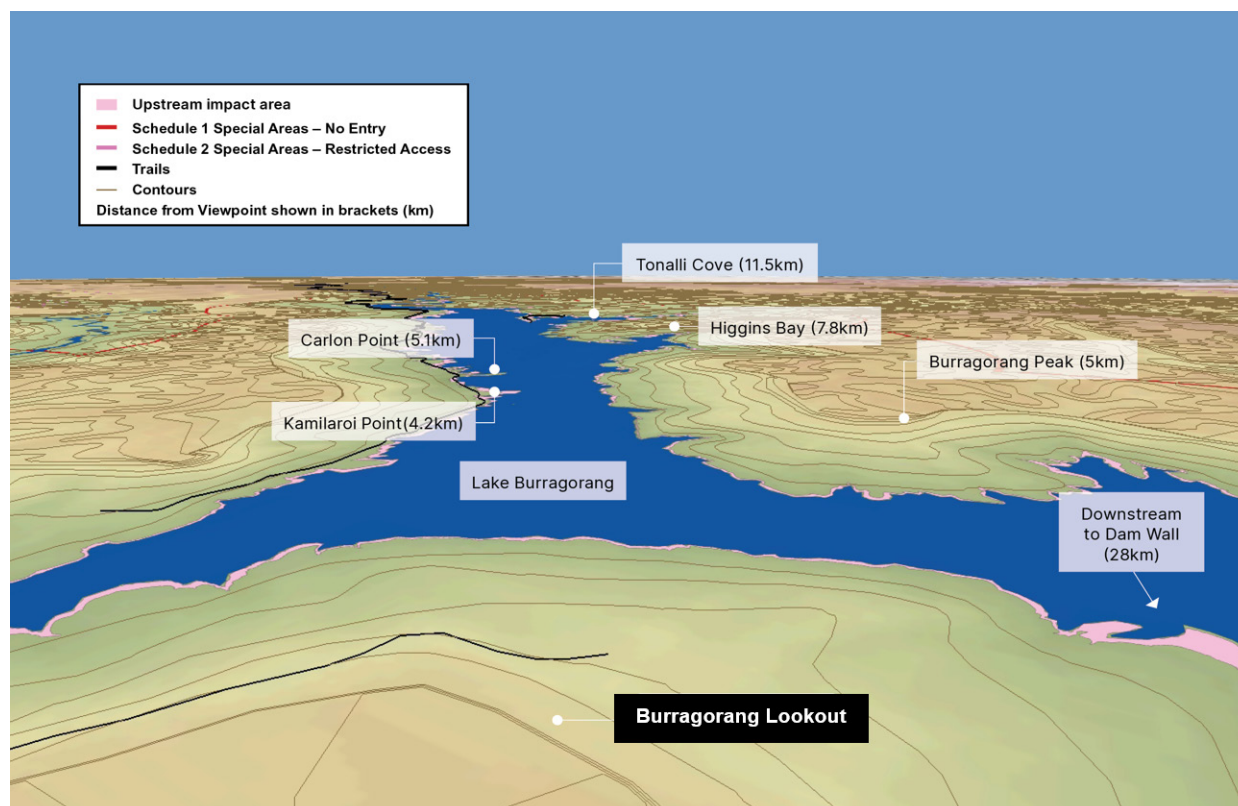 Upstream impact area
Schedule 1 Special Areas – No Entry
Schedule 2 Special Areas – Restricted Access
Trails
Contours
Distance from Viewpoint shown in brackets (km)
Tonalli Cove (11.5km)
Higgins Bay (7.8km)
Carlon Point (5.1km)
Burragorang Peak (5km)
Kamilaroi Point(4.2km)
Lake Burragorang
Downstream
to Dam Wall
(28km)
Burragorang Lookout